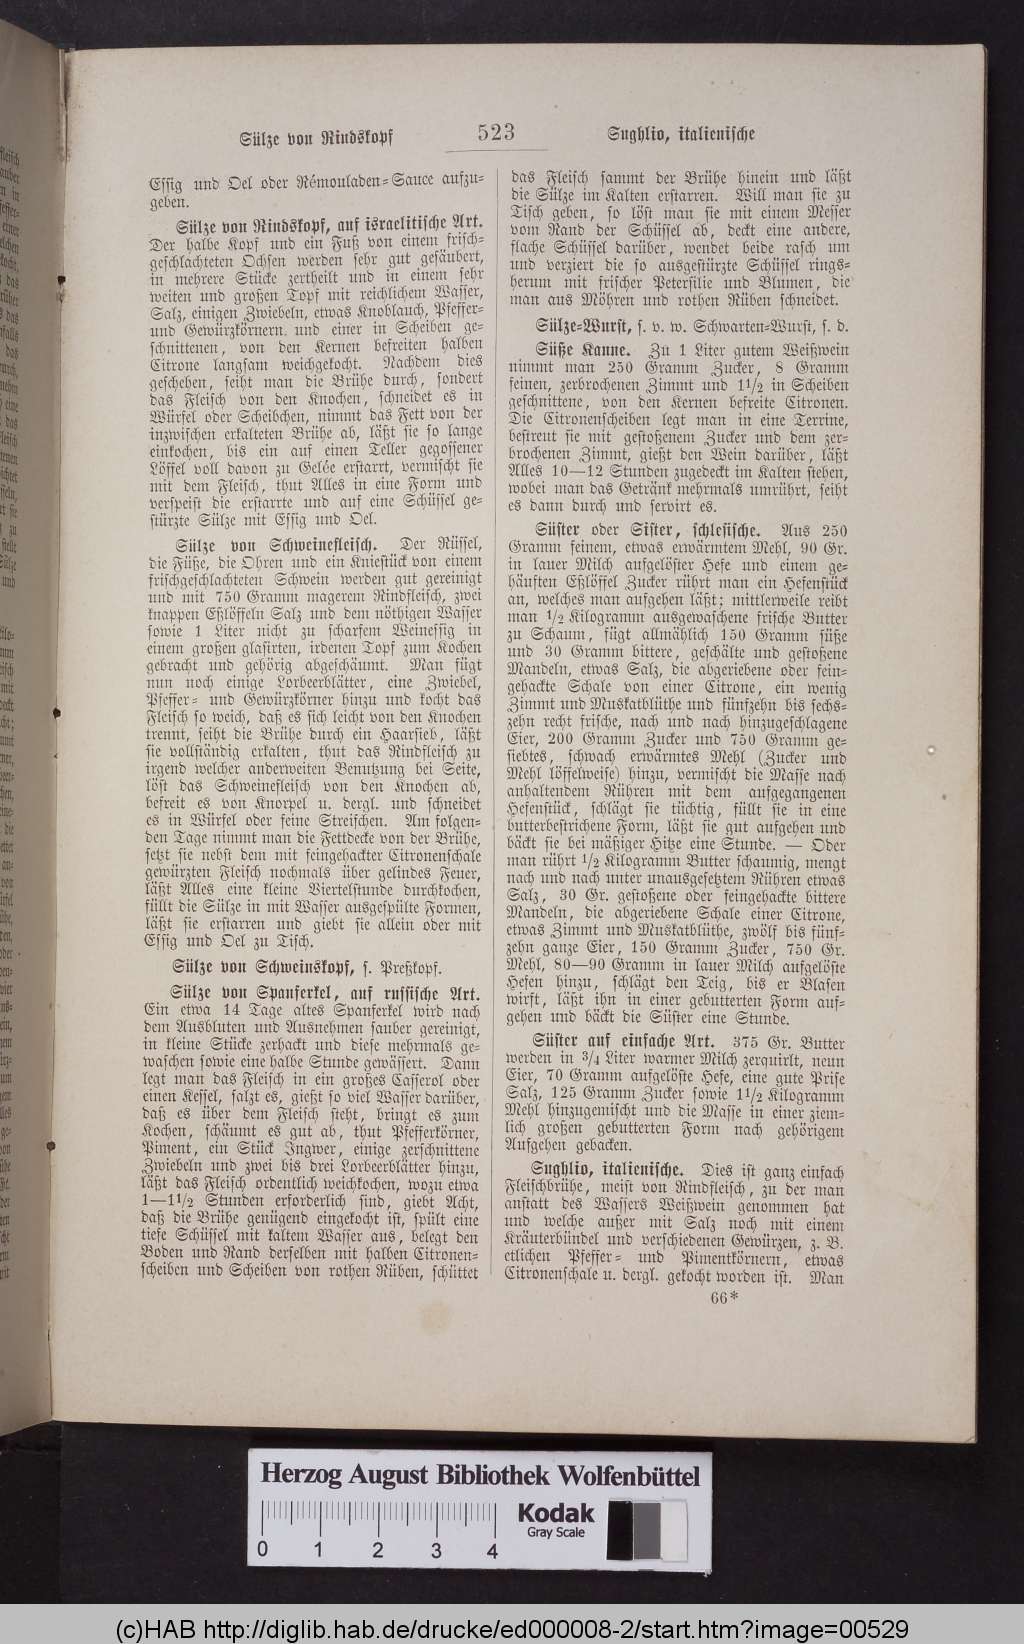 Sülze von Rindskopf 523 Sughlio, italienische
Essig und Oel oder Rémouladen-Sauce aufzu-
geben.
Sülze von Rindskopf, auf israelitische Art.
Der halbe Kopf und ein Fuß von einem frisch-
geschlachteten Ochsen werden sehr gut gesäubert,
in mehrere Stücke zertheilt und in einem sehr
weiten und großen Topf mit reichlichem Wasser,
Salz, einigen Zwiebeln, etwas Knoblauch, Pfeffer-
und Gewürzkörnern und einer in Scheiben ge-
schnittenen, von den Kernen befreiten halben
Citrone langsam weichgekocht. Nachdem dies
geschehen, seiht man die Brühe durch, sondert
das Fleisch von den Knochen, schneidet es in
Würfel oder Scheibchen, nimmt das Fett von der
inzwischen erkalteten Brühe ab, läßt sie so lange
einkochen, bis ein auf einen Teller gegossener
Löffel voll davon zu Gelée erstarrt, vermischt sie
mit dem Fleisch, thut Alles in eine Form und
verspeist die erstarrte und auf eine Schüssel ge-
stürzte Sülze mit Essig und Oel.
Sülze von Schweinefleisch. Der Rüssel,
die Füße, die Ohren und ein Kniestück von einem
frischgeschlachteten Schwein werden gut gereinigt
und mit 750 Gramm magerem Rindfleisch, zwei
knappen Eßlöffeln Salz und dem nöthigen Wasser
sowie 1 Liter nicht zu scharfem Weinessig in
einem großen glasirten, irdenen Topf zum Kochen
gebracht und gehörig abgeschäumt. Man fügt
nun noch einige Lorbeerblätter, eine Zwiebel,
Pfeffer- und Gewürzkörner hinzu und kocht das
Fleisch so weich, daß es sich leicht von den Knochen
trennt, seiht die Brühe durch ein Haarsieb, läßt
sie vollständig erkalten, thut das Rindfleisch zu
irgend welcher anderweiten Benutzung bei Seite,
löst das Schweinefleisch von den Knochen ab,
befreit es von Knorpel u. dergl. und schneidet
es in Würfel oder feine Streifchen. Am folgen-
den Tage nimmt man die Fettdecke von der Brühe,
setzt sie nebst dem mit feingehackter Citronenschale
gewürzten Fleisch nochmals über gelindes Feuer,
läßt Alles eine kleine Viertelstunde durchkochen,
füllt die Sülze in mit Wasser ausgespülte Formen,
läßt sie erstarren und giebt sie allein oder mit
Essig und Oel zu Tisch.
Sülze von Schweinskopf, s. Preßkopf.
Sülze von Spanferkel, auf russische Art.
Ein etwa 14 Tage altes Spanferkel wird nach
dem Ausbluten und Ausnehmen sauber gereinigt,
in kleine Stücke zerhackt und diese mehrmals ge-
waschen sowie eine halbe Stunde gewässert. Dann
legt man das Fleisch in ein großes Casserol oder
einen Kessel, salzt es, gießt so viel Wasser darüber,
daß es über dem Fleisch steht, bringt es zum
Kochen, schäumt es gut ab, thut Pfefferkörner,
Piment, ein Stück Ingwer, einige zerschnittene
Zwiebeln und zwei bis drei Lorbeerblätter hinzu,
läßt das Fleisch ordentlich weichkochen, wozu etwa
1—1 1/2 Stunden erforderlich sind, giebt Acht,
daß die Brühe genügend eingekocht ist, spült eine
tiefe Schüssel mit kaltem Wasser aus, belegt den
Boden und Rand derselben mit halben Citronen-
scheiben und Scheiben von rothen Rüben, schüttet
das Fleisch sammt der Brühe hinein und läßt
die Sülze im Kalten erstarren. Will man sie zu
Tisch geben, so löst man sie mit einem Messer
vom Rand der Schüssel ab, deckt eine andere,
flache Schüssel darüber, wendet beide rasch um
und verziert die so ausgestürzte Schüssel rings-
herum mit frischer Petersilie und Blumen, die
man aus Möhren und rothen Rüben schneidet.
Sülze-Wurst, s. v. w. Schwarten-Wurst, s. d.
Süße Kanne. Zu 1 Liter gutem Weißwein
nimmt man 250 Gramm Zucker, 8 Gramm
feinen, zerbrochenen Zimmt und 1 1/2 in Scheiben
geschnittene, von den Kernen befreite Citronen.
Die Citronenscheiben legt man in eine Terrine,
bestreut sie mit gestoßenem Zucker und dem zer-
brochenen Zimmt, gießt den Wein darüber, läßt
Alles 10—12 Stunden zugedeckt im Kalten stehen,
wobei man das Getränk mehrmals umrührt, seiht
es dann durch und servirt es.
Süster oder Sister, schlesische. Aus 250
Gramm feinem, etwas erwärmtem Mehl, 90 Gr.
in lauer Milch aufgelöster Hefe und einem ge-
häuften Eßlöffel Zucker rührt man ein Hefenstück
an, welches man aufgehen läßt; mittlerweile reibt
man 1/2 Kilogramm ausgewaschene frische Butter
zu Schaum, fügt allmählich 150 Gramm süße
und 30 Gramm bittere, geschälte und gestoßene
Mandeln, etwas Salz, die abgeriebene oder fein-
gehackte Schale von einer Citrone, ein wenig
Zimmt und Muskatblüthe und fünfzehn bis sechs-
zehn recht frische, nach und nach hinzugeschlagene
Eier, 200 Gramm Zucker und 750 Gramm ge-
siebtes, schwach erwärmtes Mehl (Zucker und
Mehl löffelweise) hinzu, vermischt die Masse nach
anhaltendem Rühren mit dem aufgegangenen
Hefenstück, schlägt sie tüchtig, füllt sie in eine
butterbestrichene Form, läßt sie gut aufgehen und
bäckt sie bei mäßiger Hitze eine Stunde. — Oder
man rührt 1/2 Kilogramm Butter schaumig, mengt
nach und nach unter unausgesetztem Rühren etwas
Salz, 30 Gr. gestoßene oder feingehackte bittere
Mandeln, die abgeriebene Schale einer Citrone,
etwas Zimmt und Muskatblüthe, zwölf bis fünf-
zehn ganze Eier, 150 Gramm Zucker, 750 Gr.
Mehl, 80—90 Gramm in lauer Milch aufgelöste
Hefen hinzu, schlägt den Teig, bis er Blasen
wirft, läßt ihn in einer gebutterten Form auf-
gehen und bäckt die Süster eine Stunde.
Süster auf einfache Art. 375 Gr. Butter
werden in 3/4 Liter warmer Milch zerquirlt, neun
Eier, 70 Gramm aufgelöste Hefe, eine gute Prise
Salz, 125 Gramm Zucker sowie 1 1/2 Kilogramm
Mehl hinzugemischt und die Masse in einer ziem-
lich großen gebutterten Form nach gehörigem
Aufgehen gebacken.
Sughlio, italienische. Dies ist ganz einfach
Fleischbrühe, meist von Rindfleisch, zu der man
anstatt des Wassers Weißwein genommen hat
und welche außer mit Salz noch mit einem
Kräuterbündel und verschiedenen Gewürzen, z. B.
etlichen Pfeffer- und Pimentkörnern, etwas
Citronenschale u. dergl. gekocht worden ist. Man
66*
Herzog August Bibliothek Wolfenbüttel
Kodak
Gray Scale
0 1 2 3 4
(c)HAB http://diglib.hab.de/drucke/ed000008-2/start.htm?image=00529